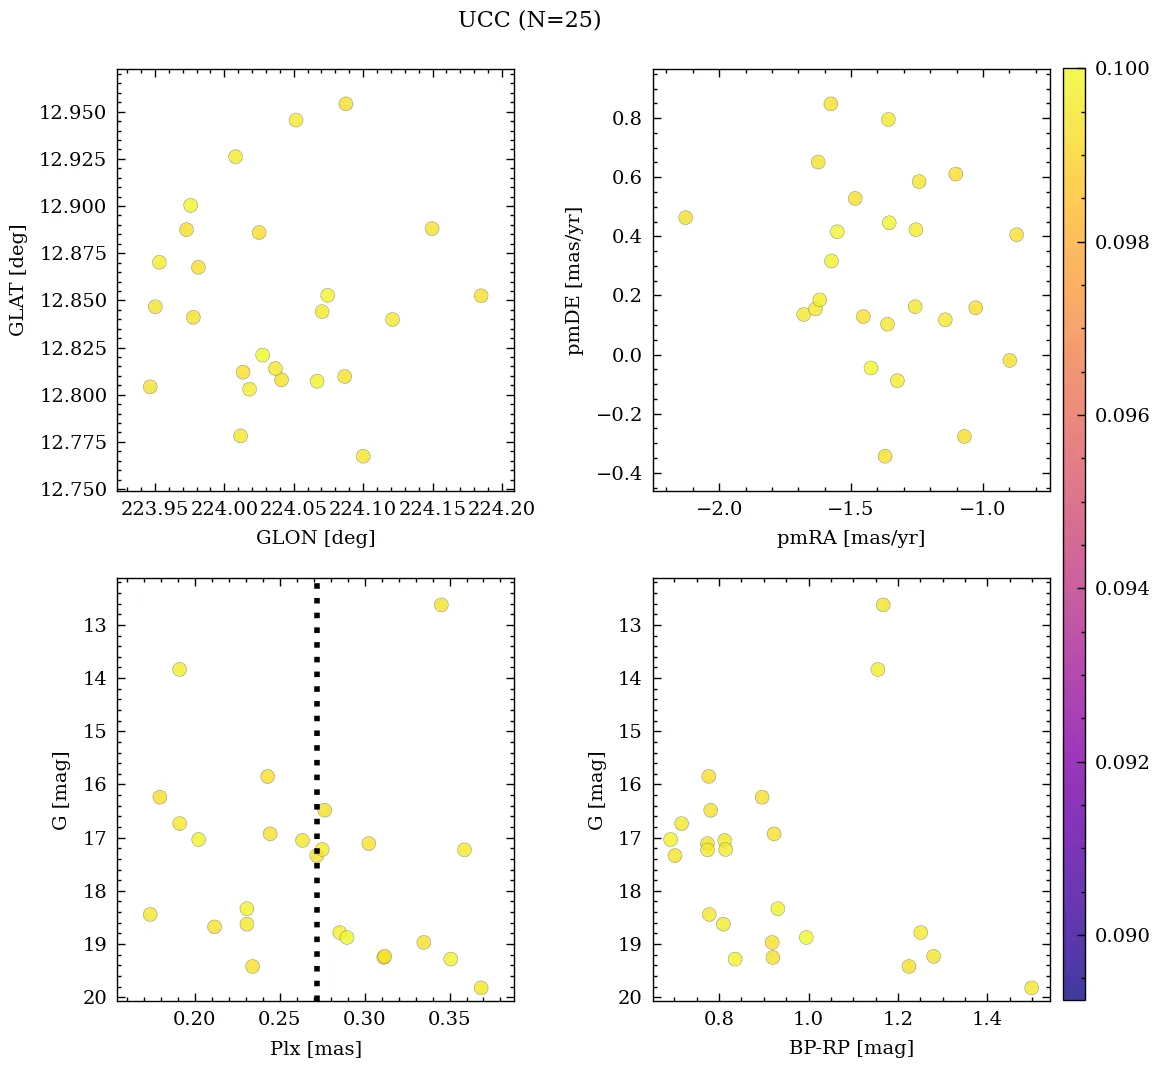 UCC (N=25)
12.950
12.925
12.900
12.875
12.850
12.825
12.800
12.775
12.750
GLAT [deg]
223.95 224.00 224.05 224.10 224.15 224.20
GLON [deg]
0.8
0.6
0.4
0.2
0.0
−0.2
−0.4
pmDE [mas/yr]
−2.0 −1.5 −1.0
pmRA [mas/yr]
13
14
15
16
17
18
19
20
G [mag]
0.20 0.25 0.30 0.35
Plx [mas]
13
14
15
16
17
18
19
20
G [mag]
0.8 1.0 1.2 1.4
BP-RP [mag]
0.100
0.098
0.096
0.094
0.092
0.090